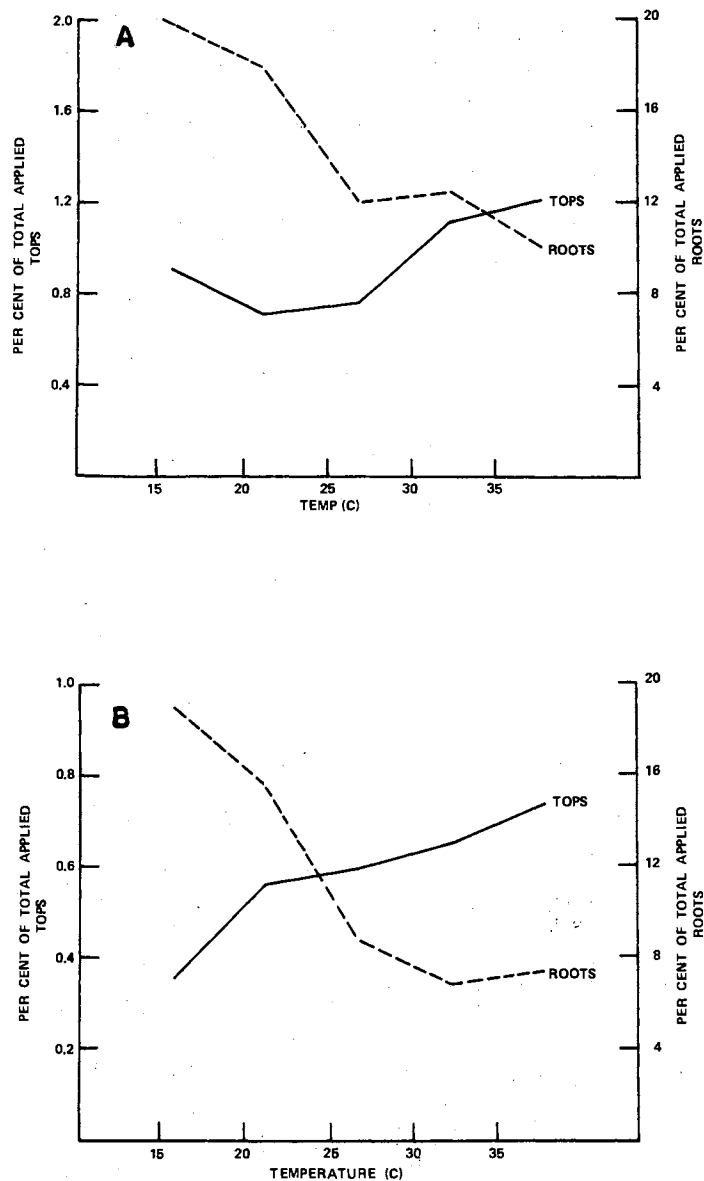 A
2.0
1.6
1.2
0.8
0.4
PER CENT OF TOTAL APPLIED
TOPS
20
16
12
8
4
PER CENT OF TOTAL APPLIED
ROOTS
TOPS
ROOTS
15 20 25 30 35
TEMP (C)
B
1.0
0.8
0.6
0.4
0.2
PER CENT OF TOTAL APPLIED
TOPS
20
16
12
8
4
PER CENT OF TOTAL APPLIED
ROOTS
TOPS
ROOTS
15 20 25 30 35
TEMPERATURE (C)